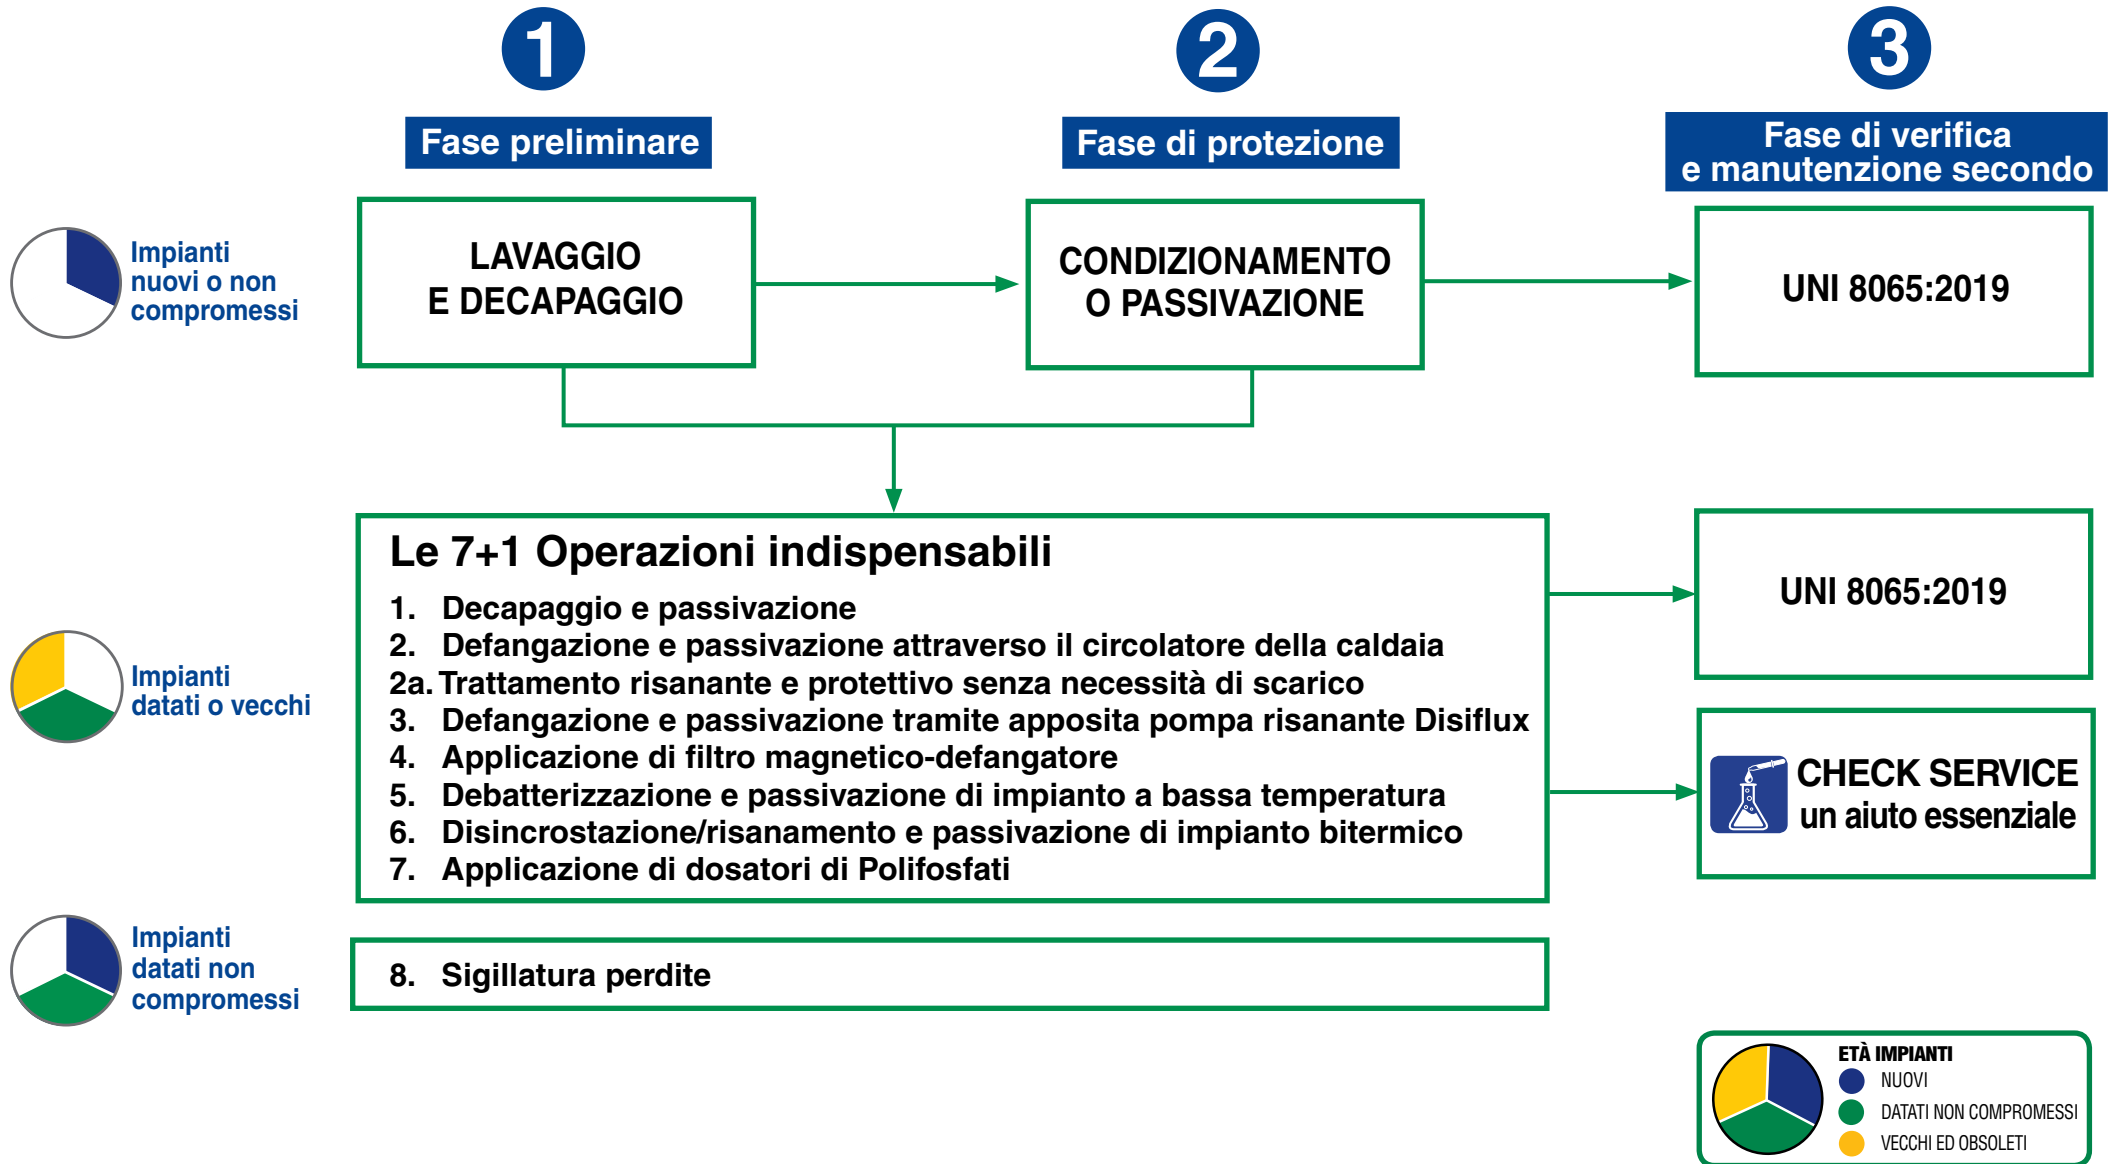 1
2
3
Fase preliminare
Fase di protezione
Fase di verifica
e manutenzione secondo
Impianti
nuovi o non
compromessi
LAVAGGIO
E DECAPAGGIO
CONDIZIONAMENTO
O PASSIVAZIONE
UNI 8065:2019
Impianti
datati o vecchi
Le 7+1 Operazioni indispensabili
1. Decapaggio e passivazione
2. Defangazione e passivazione attraverso il circolatore della caldaia
2a. Trattamento risanante e protettivo senza necessità di scarico
3. Defangazione e passivazione tramite apposita pompa risanante Disiflux
4. Applicazione di filtro magnetico-defangatore
5. Debatterizzazione e passivazione di impianto a bassa temperatura
6. Disincrostazione/risanamento e passivazione di impianto bitermico
7. Applicazione di dosatori di Polifosfati
UNI 8065:2019
CHECK SERVICE
un aiuto essenziale
Impianti
datati non
compromessi
8. Sigillatura perdite
ETÀ IMPIANTI
NUOVI
DATATI NON COMPROMESSI
VECCHI ED OBSOLETI